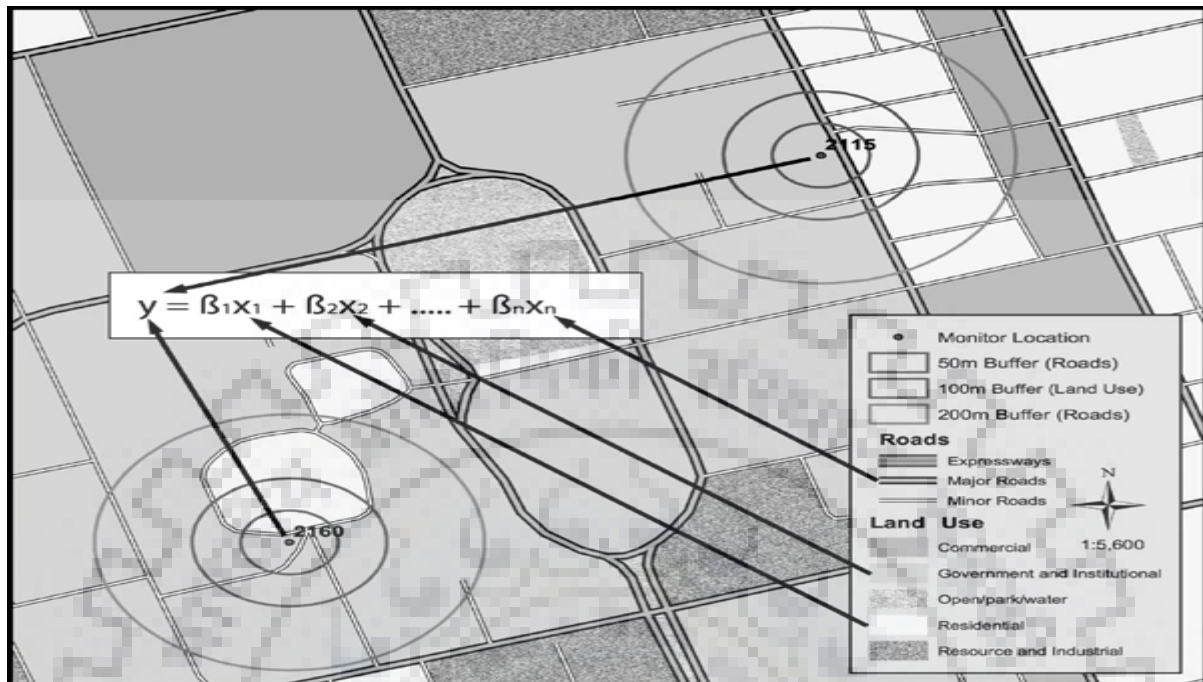 2115
y = ß1x1 + ß2x2 + ..... + ßnxn
2160
Monitor Location
50m Buffer (Roads)
100m Buffer (Land Use)
200m Buffer (Roads)
Roads
Expressways
Major Roads
Minor Roads
N
1:5,600
Land Use
Commercial
Government and Institutional
Open/park/water
Residential
Resource and Industrial